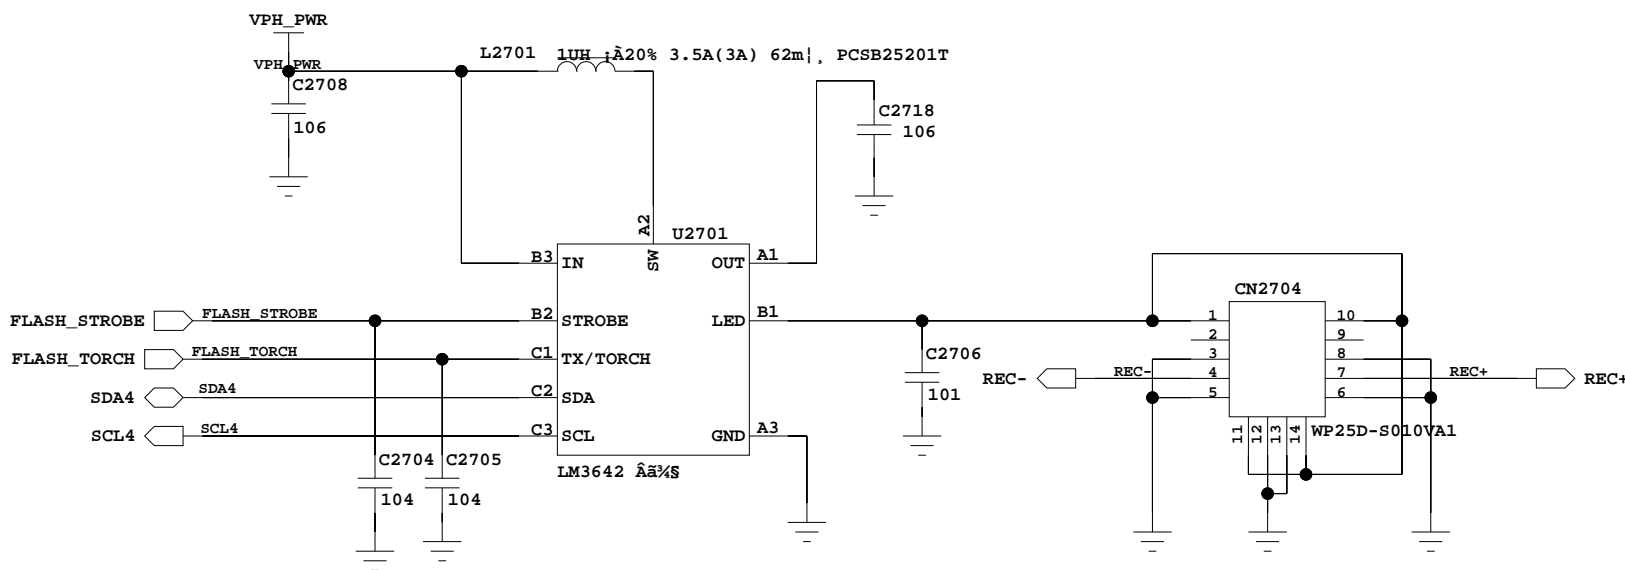 VPH_PWR
L2701 1UH ¡À20% 3.5A(3A) 62m¦¸ PCSB25201T
VPH_PWR
C2708
106
C2718
106
A2
U2701
B3 IN SW OUT A1
CN2704
FLASH_STROBE FLASH_STROBE B2 STROBE LED B1 1 10
2 9
FLASH_TORCH FLASH_TORCH C1 TX/TORCH C2706 3 8
REC- REC- 4 7 REC+ REC+
SDA4 SDA4 C2 SDA 101 5 6
SCL4 SCL4 C3 SCL GND A3 11 12 13 14 WP25D-S010VA1
C2704 C2705
LM3642 Âã¾§
104 104